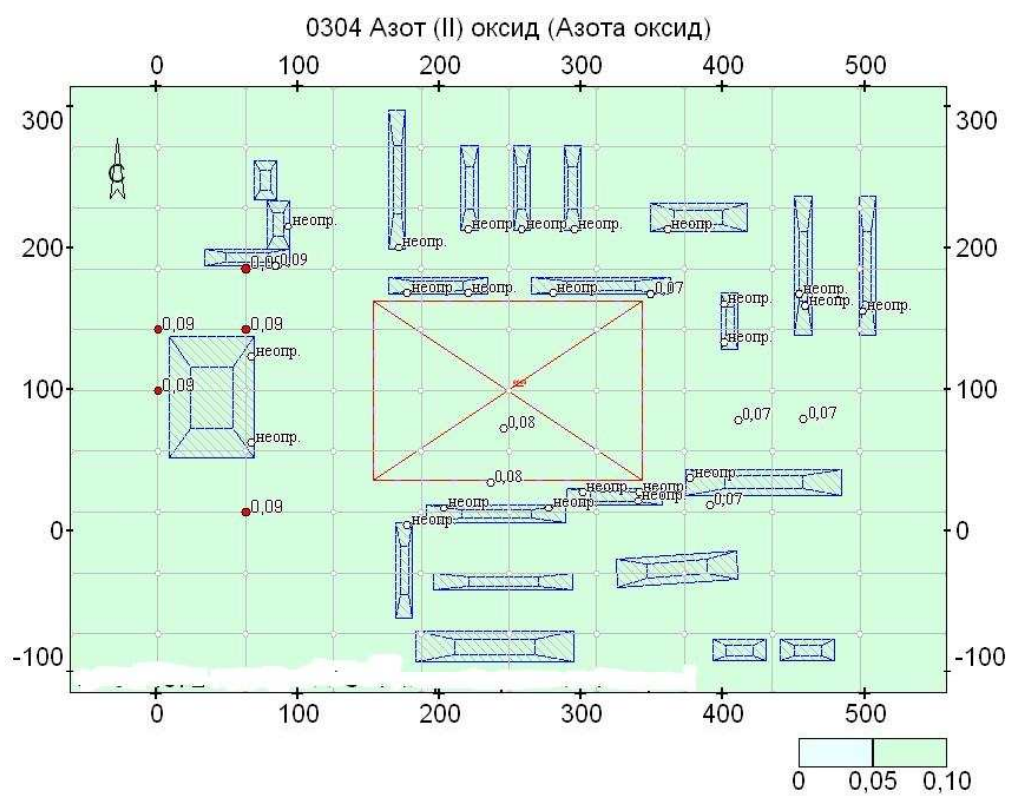 0304 Азот (II) оксид (Азота оксид)
0 100 200 300 400 500
300 300
С
неопр.
неопр. неопр. неопр. неопр.
200 неопр. 200
0,09
неопр. неопр. неопр. 0,07 неопр. неопр.
неопр. неопр.
0,09 0,09
неопр. неопр.
100 0,09 100
0,07 0,07
0,08
неопр.
0,08 неопр.
неопр. неопр.
неопр. неопр. неопр. 0,07
0,09
неопр.
0 0
-100 -100
0 100 200 300 400 500
0 0,05 0,10